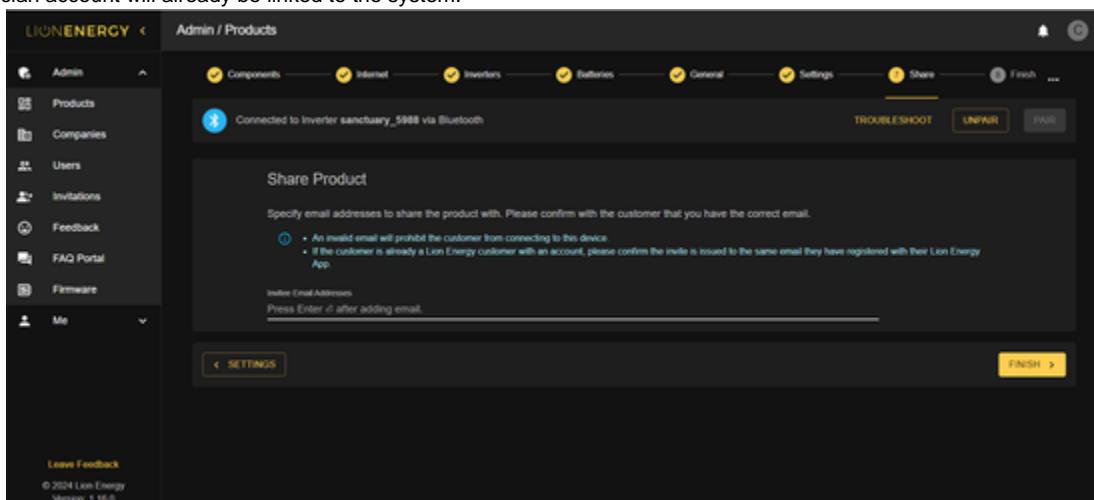 cian account will already be linked to the system.
LIONENERGY <
Admin / Products
C
Admin
Components
Internet
Inverters
Batteries
General
Settings
7 Share
8 Finish ...
Products
Companies
Users
Invitations
Feedback
FAQ Portal
Firmware
Me
Connected to Inverter sanctuary_5988 via Bluetooth
TROUBLESHOOT
UNPAIR
PAIR
Share Product
Specify email addresses to share the product with. Please confirm with the customer that you have the correct email.
• An invalid email will prohibit the customer from connecting to this device.
• If the customer is already a Lion Energy customer with an account, please confirm the invite is issued to the same email they have registered with their Lion Energy
App.
Invitee Email Addresses
Press Enter ⏎ after adding email.
< SETTINGS
FINISH >
Leave Feedback
© 2024 Lion Energy
Version: 1.16.0